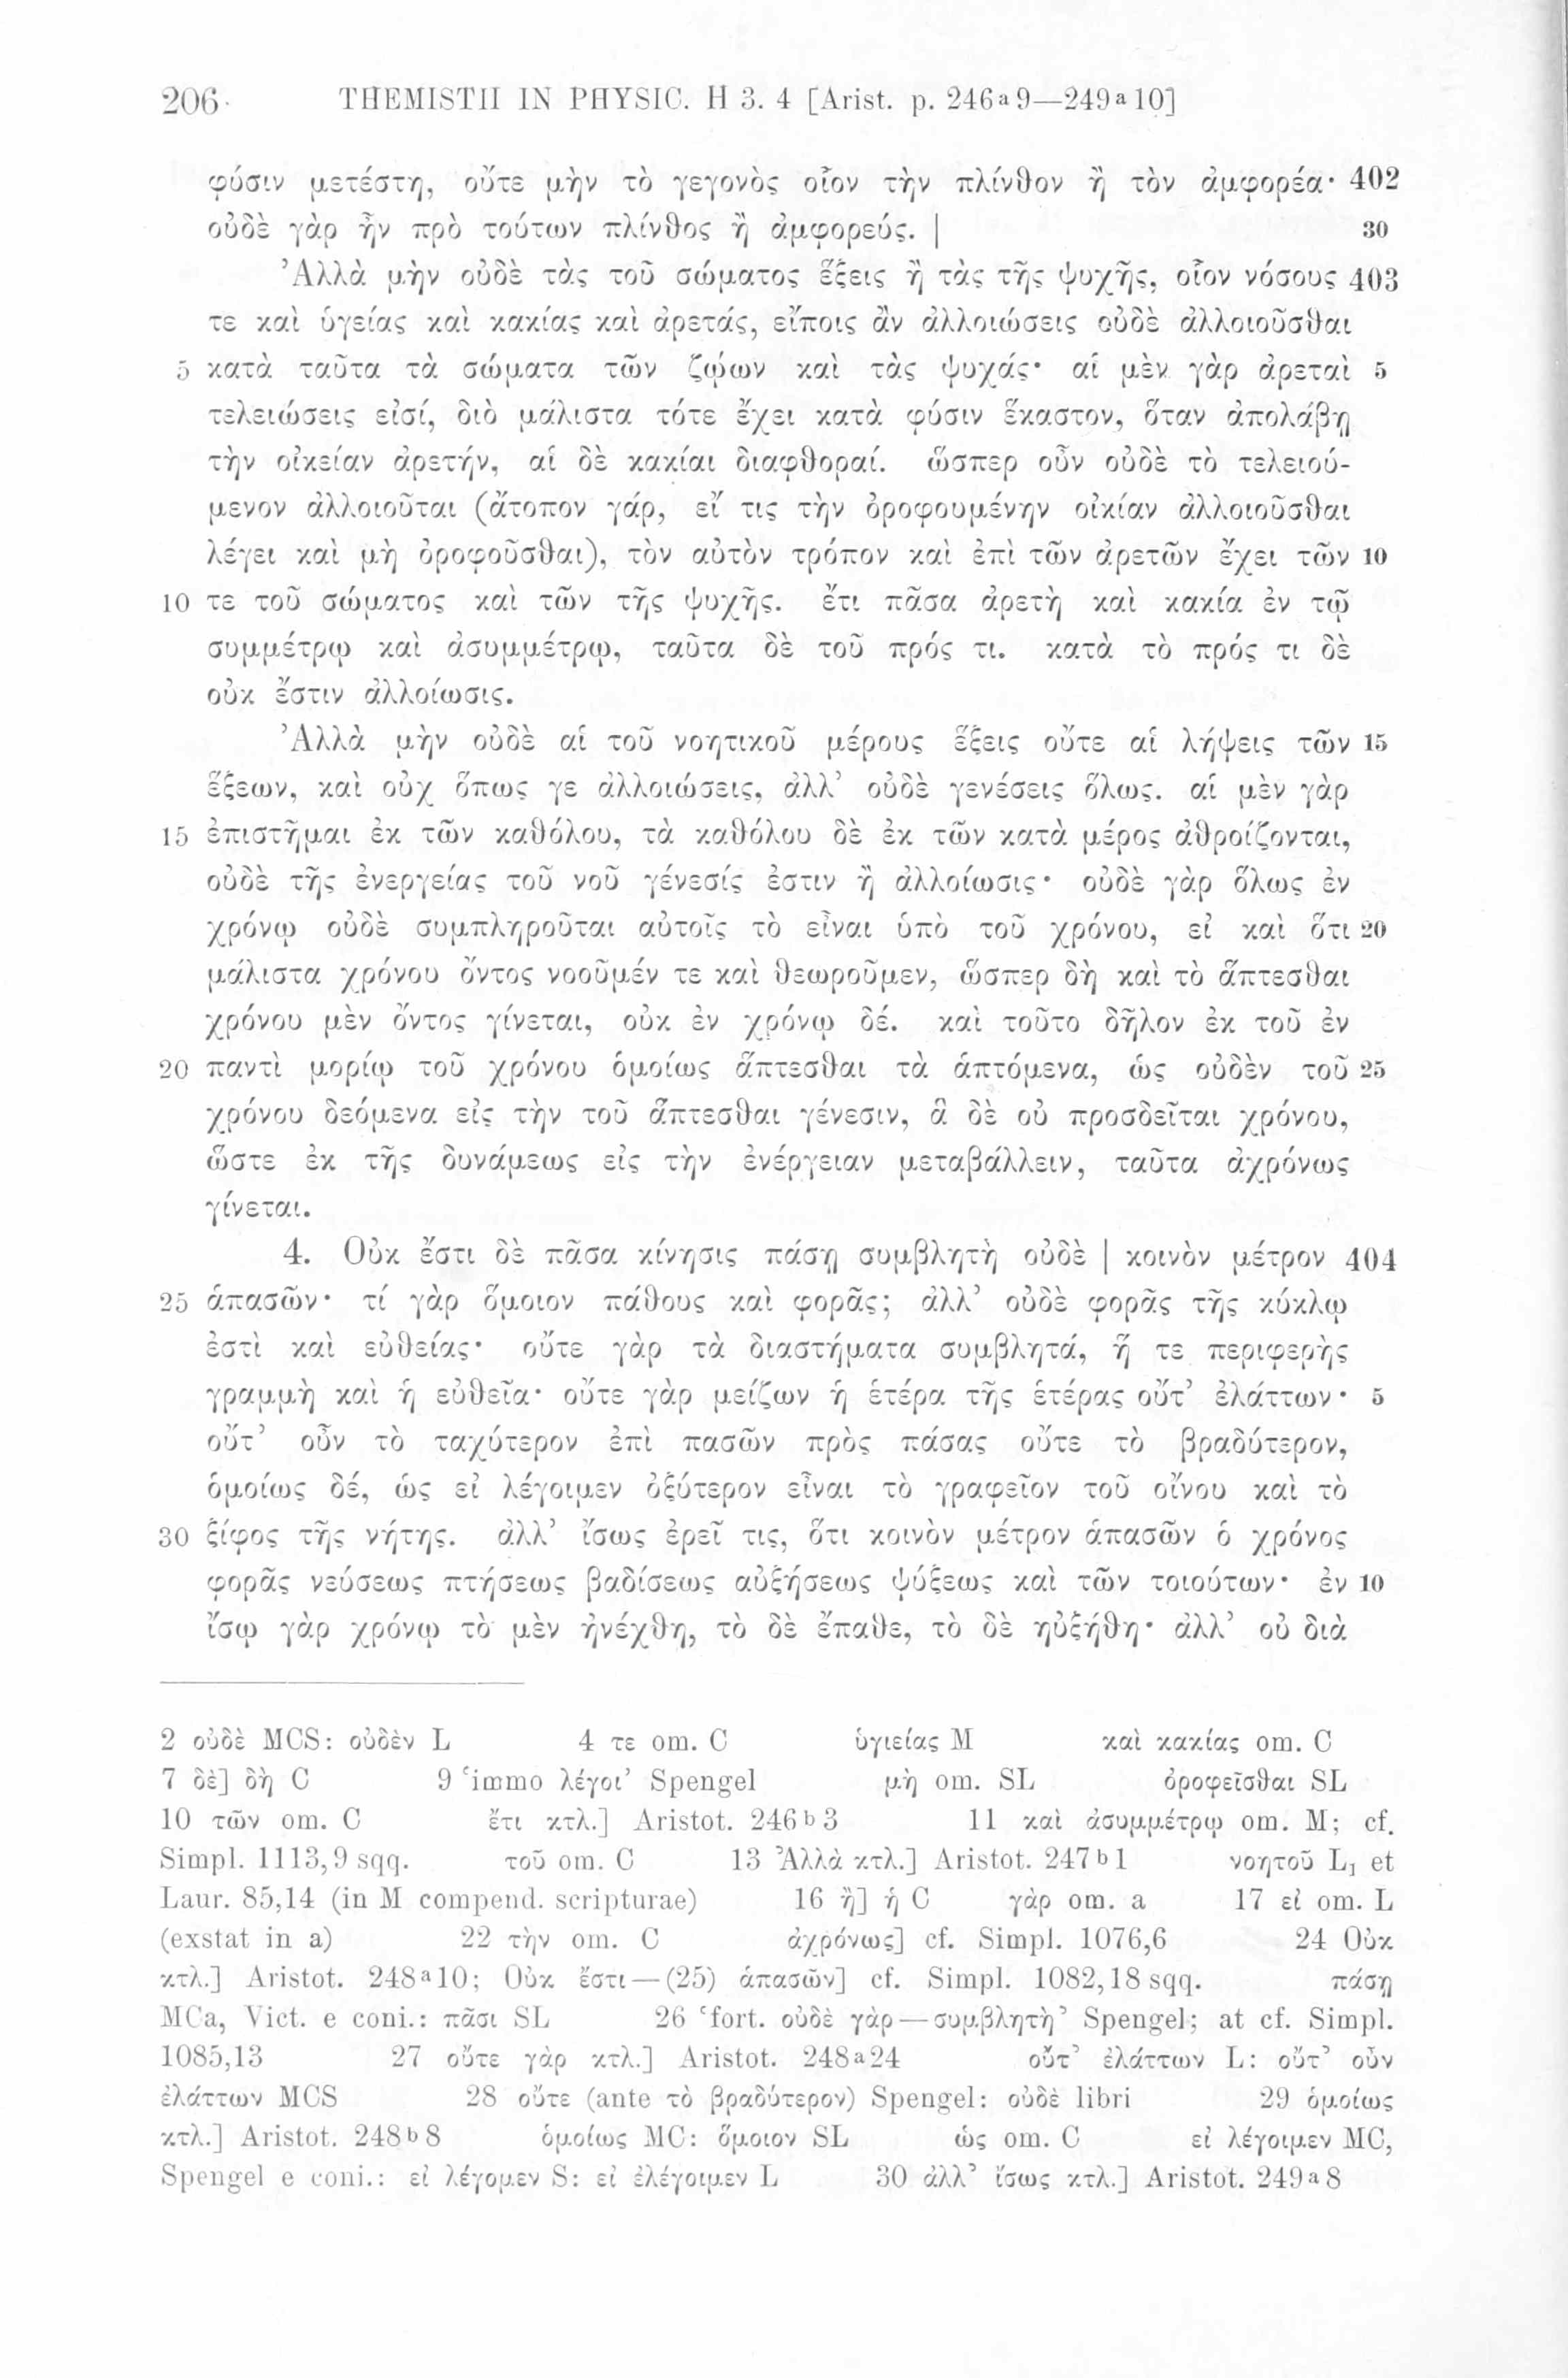 206 THEMISTII IN PHYSIC. H 3. 4 [Arist. p. 246a9—249a10]
φύσιν μετέστη, οὔτε μὴν τὸ γεγονὸς οἷον τὴν πλίνθον ἢ τὸν ἀμφορέα· 402
οὐδὲ γὰρ ἦν πρὸ τούτων πλίνθος ἢ ἀμφορεύς. | 30
Ἀλλὰ μὴν οὐδὲ τὰς τοῦ σώματος ἕξεις ἢ τὰς τῆς ψυχῆς, οἷον νόσους 403
τε καὶ ὑγείας καὶ κακίας καὶ ἀρετάς, εἴποις ἂν ἀλλοιώσεις οὐδὲ ἀλλοιοῦσθαι
5 κατὰ ταῦτα τὰ σώματα τῶν ζῴων καὶ τὰς ψυχάς· αἱ μὲν γὰρ ἀρεταὶ 5
τελειώσεις εἰσί, διὸ μάλιστα τότε ἔχει κατὰ φύσιν ἕκαστον, ὅταν ἀπολάβῃ
τὴν οἰκείαν ἀρετήν, αἱ δὲ κακίαι διαφθοραί. ὥσπερ οὖν οὐδὲ τὸ τελειού-
μενον ἀλλοιοῦται (ἄτοπον γάρ, εἴ τις τὴν ὀροφουμένην οἰκίαν ἀλλοιοῦσθαι
λέγει καὶ μὴ ὀροφοῦσθαι), τὸν αὐτὸν τρόπον καὶ ἐπὶ τῶν ἀρετῶν ἔχει τῶν 10
10 τε τοῦ σώματος καὶ τῶν τῆς ψυχῆς. ἔτι πᾶσα ἀρετὴ καὶ κακία ἐν τῷ
συμμέτρῳ καὶ ἀσυμμέτρῳ, ταῦτα δὲ τοῦ πρός τι. κατὰ τὸ πρός τι δὲ
οὐκ ἔστιν ἀλλοίωσις.
Ἀλλὰ μὴν οὐδὲ αἱ τοῦ νοητικοῦ μέρους ἕξεις οὔτε αἱ λήψεις τῶν 15
ἕξεων, καὶ οὐχ ὅπως γε ἀλλοιώσεις, ἀλλ’ οὐδὲ γενέσεις ὅλως. αἱ μὲν γὰρ
15 ἐπιστῆμαι ἐκ τῶν καθόλου, τὰ καθόλου δὲ ἐκ τῶν κατὰ μέρος ἀθροίζονται,
οὐδὲ τῆς ἐνεργείας τοῦ νοῦ γένεσίς ἐστιν ἢ ἀλλοίωσις· οὐδὲ γὰρ ὅλως ἐν
χρόνῳ οὐδὲ συμπληροῦται αὐτοῖς τὸ εἶναι ὑπὸ τοῦ χρόνου, εἰ καὶ ὅτι 20
μάλιστα χρόνου ὄντος νοοῦμέν τε καὶ θεωροῦμεν, ὥσπερ δὴ καὶ τὸ ἅπτεσθαι
χρόνου μὲν ὄντος γίνεται, οὐκ ἐν χρόνῳ δέ. καὶ τοῦτο δῆλον ἐκ τοῦ ἐν
20 παντὶ μορίῳ τοῦ χρόνου ὁμοίως ἅπτεσθαι τὰ ἁπτόμενα, ὡς οὐδὲν τοῦ 25
χρόνου δεόμενα εἰς τὴν τοῦ ἅπτεσθαι γένεσιν, ἃ δὲ οὐ προσδεῖται χρόνου,
ὥστε ἐκ τῆς δυνάμεως εἰς τὴν ἐνέργειαν μεταβάλλειν, ταῦτα ἀχρόνως
γίνεται.
4. Οὐκ ἔστι δὲ πᾶσα κίνησις πάσῃ συμβλητὴ οὐδὲ | κοινὸν μέτρον 404
25 ἁπασῶν· τί γὰρ ὅμοιον πάθους καὶ φορᾶς; ἀλλ’ οὐδὲ φορᾶς τῆς κύκλῳ
ἐστὶ καὶ εὐθείας· οὔτε γὰρ τὰ διαστήματα συμβλητά, ἥ τε περιφερὴς
γραμμὴ καὶ ἡ εὐθεῖα· οὔτε γὰρ μείζων ἡ ἑτέρα τῆς ἑτέρας οὔτ’ ἐλάττων· 5
οὔτ’ οὖν τὸ ταχύτερον ἐπὶ πασῶν πρὸς πάσας οὔτε τὸ βραδύτερον,
ὁμοίως δέ, ὡς εἰ λέγοιμεν ὀξύτερον εἶναι τὸ γραφεῖον τοῦ οἴνου καὶ τὸ
30 ξίφος τῆς νήτης. ἀλλ’ ἴσως ἐρεῖ τις, ὅτι κοινὸν μέτρον ἁπασῶν ὁ χρόνος
φορᾶς νεύσεως πτήσεως βαδίσεως αὐξήσεως ψύξεως καὶ τῶν τοιούτων· ἐν 10
ἴσῳ γὰρ χρόνῳ τὸ μὲν ἠνέχθη, τὸ δὲ ἔπαθε, τὸ δὲ ηὐξήθη· ἀλλ’ οὐ διὰ
2 οὐδὲ MCS: οὐδὲν L 4 τε om. C ὑγιείας M καὶ κακίας om. C
7 δὲ] δὴ C 9 ‘immo λέγοι’ Spengel μὴ om. SL ὀροφεῖσθαι SL
10 τῶν om. C ἔτι κτλ.] Aristot. 246b3 11 καὶ ἀσυμμέτρῳ om. M; cf.
Simpl. 1113,9 sqq. τοῦ om. C 13 Ἀλλὰ κτλ.] Aristot. 247b1 νοητοῦ L1 et
Laur. 85,14 (in M compend. scripturae) 16 ἢ] ἡ C γὰρ om. a 17 εἰ om. L
(exstat in a) 22 τὴν om. C ἀχρόνως] cf. Simpl. 1076,6 24 Οὐκ
κτλ.] Aristot. 248a10; Οὐκ ἔστι—(25) ἁπασῶν] cf. Simpl. 1082,18 sqq. πάσῃ
MCa, Vict. e coni.: πᾶσι SL 26 ‘fort. οὐδὲ γὰρ—συμβλητὴ’ Spengel; at cf. Simpl.
1085,13 27 οὔτε γὰρ κτλ.] Aristot. 248a24 οὔτ’ ἐλάττων L: οὔτ’ οὖν
ἐλάττων MCS 28 οὔτε (ante τὸ βραδύτερον) Spengel: οὐδὲ libri 29 ὁμοίως
κτλ.] Aristot. 248b8 ὁμοίως MC: ὅμοιον SL ὡς om. C εἰ λέγοιμεν MC,
Spengel e coni.: εἰ λέγομεν S: εἰ ἐλέγοιμεν L 30 ἀλλ’ ἴσως κτλ.] Aristot. 249a8